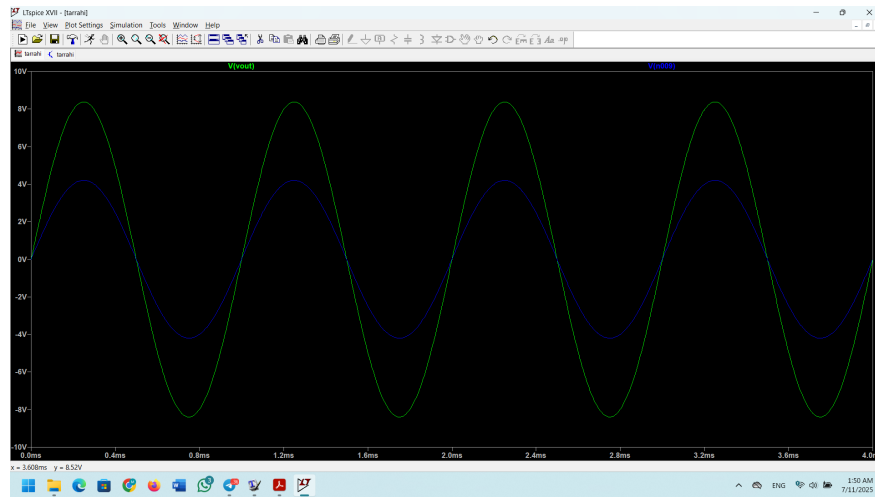 LTspice XVII - [tarrahi]
File View Plot Settings Simulation Tools Window Help
tarrahi tarrahi
V(vout)
10V
8V
6V
4V
2V
0V
-2V
-4V
-6V
-8V
-10V
0.0ms 0.4ms 0.8ms 1.2ms 1.6ms 2.0ms 2.4ms 2.8ms 3.2ms 3.6ms 4.0
x = 3.608ms y = 8.52V
ENG
1:50 AM
7/11/2025